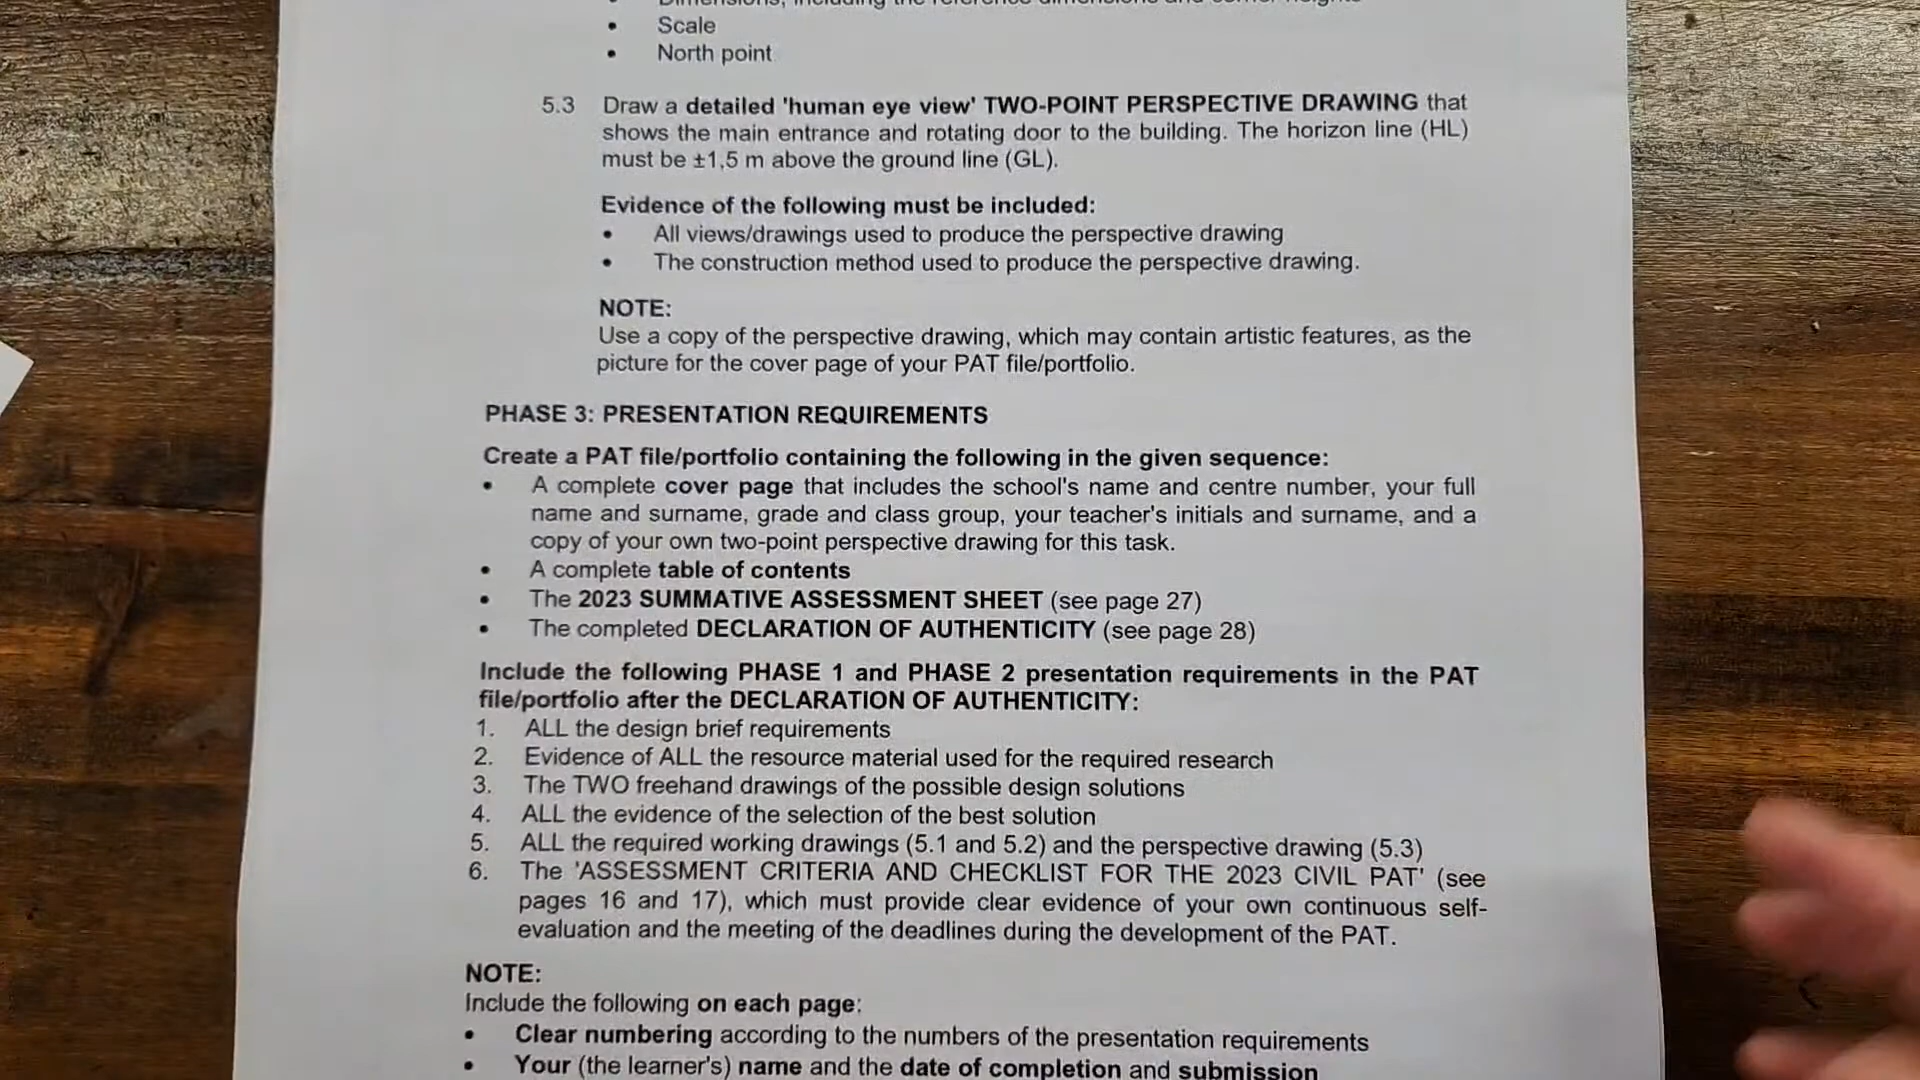 Dimensions, including the reference dimensions and corner heights
• Scale
• North point
5.3 Draw a detailed 'human eye view' TWO-POINT PERSPECTIVE DRAWING that
shows the main entrance and rotating door to the building. The horizon line (HL)
must be ±1,5 m above the ground line (GL).
Evidence of the following must be included:
• All views/drawings used to produce the perspective drawing
• The construction method used to produce the perspective drawing.
NOTE:
Use a copy of the perspective drawing, which may contain artistic features, as the
picture for the cover page of your PAT file/portfolio.
PHASE 3: PRESENTATION REQUIREMENTS
Create a PAT file/portfolio containing the following in the given sequence:
• A complete cover page that includes the school's name and centre number, your full
name and surname, grade and class group, your teacher's initials and surname, and a
copy of your own two-point perspective drawing for this task.
• A complete table of contents
• The 2023 SUMMATIVE ASSESSMENT SHEET (see page 27)
• The completed DECLARATION OF AUTHENTICITY (see page 28)
Include the following PHASE 1 and PHASE 2 presentation requirements in the PAT
file/portfolio after the DECLARATION OF AUTHENTICITY:
1. ALL the design brief requirements
2. Evidence of ALL the resource material used for the required research
3. The TWO freehand drawings of the possible design solutions
4. ALL the evidence of the selection of the best solution
5. ALL the required working drawings (5.1 and 5.2) and the perspective drawing (5.3)
6. The 'ASSESSMENT CRITERIA AND CHECKLIST FOR THE 2023 CIVIL PAT' (see
pages 16 and 17), which must provide clear evidence of your own continuous self-
evaluation and the meeting of the deadlines during the development of the PAT.
NOTE:
Include the following on each page:
• Clear numbering according to the numbers of the presentation requirements
• Your (the learner's) name and the date of completion and submission